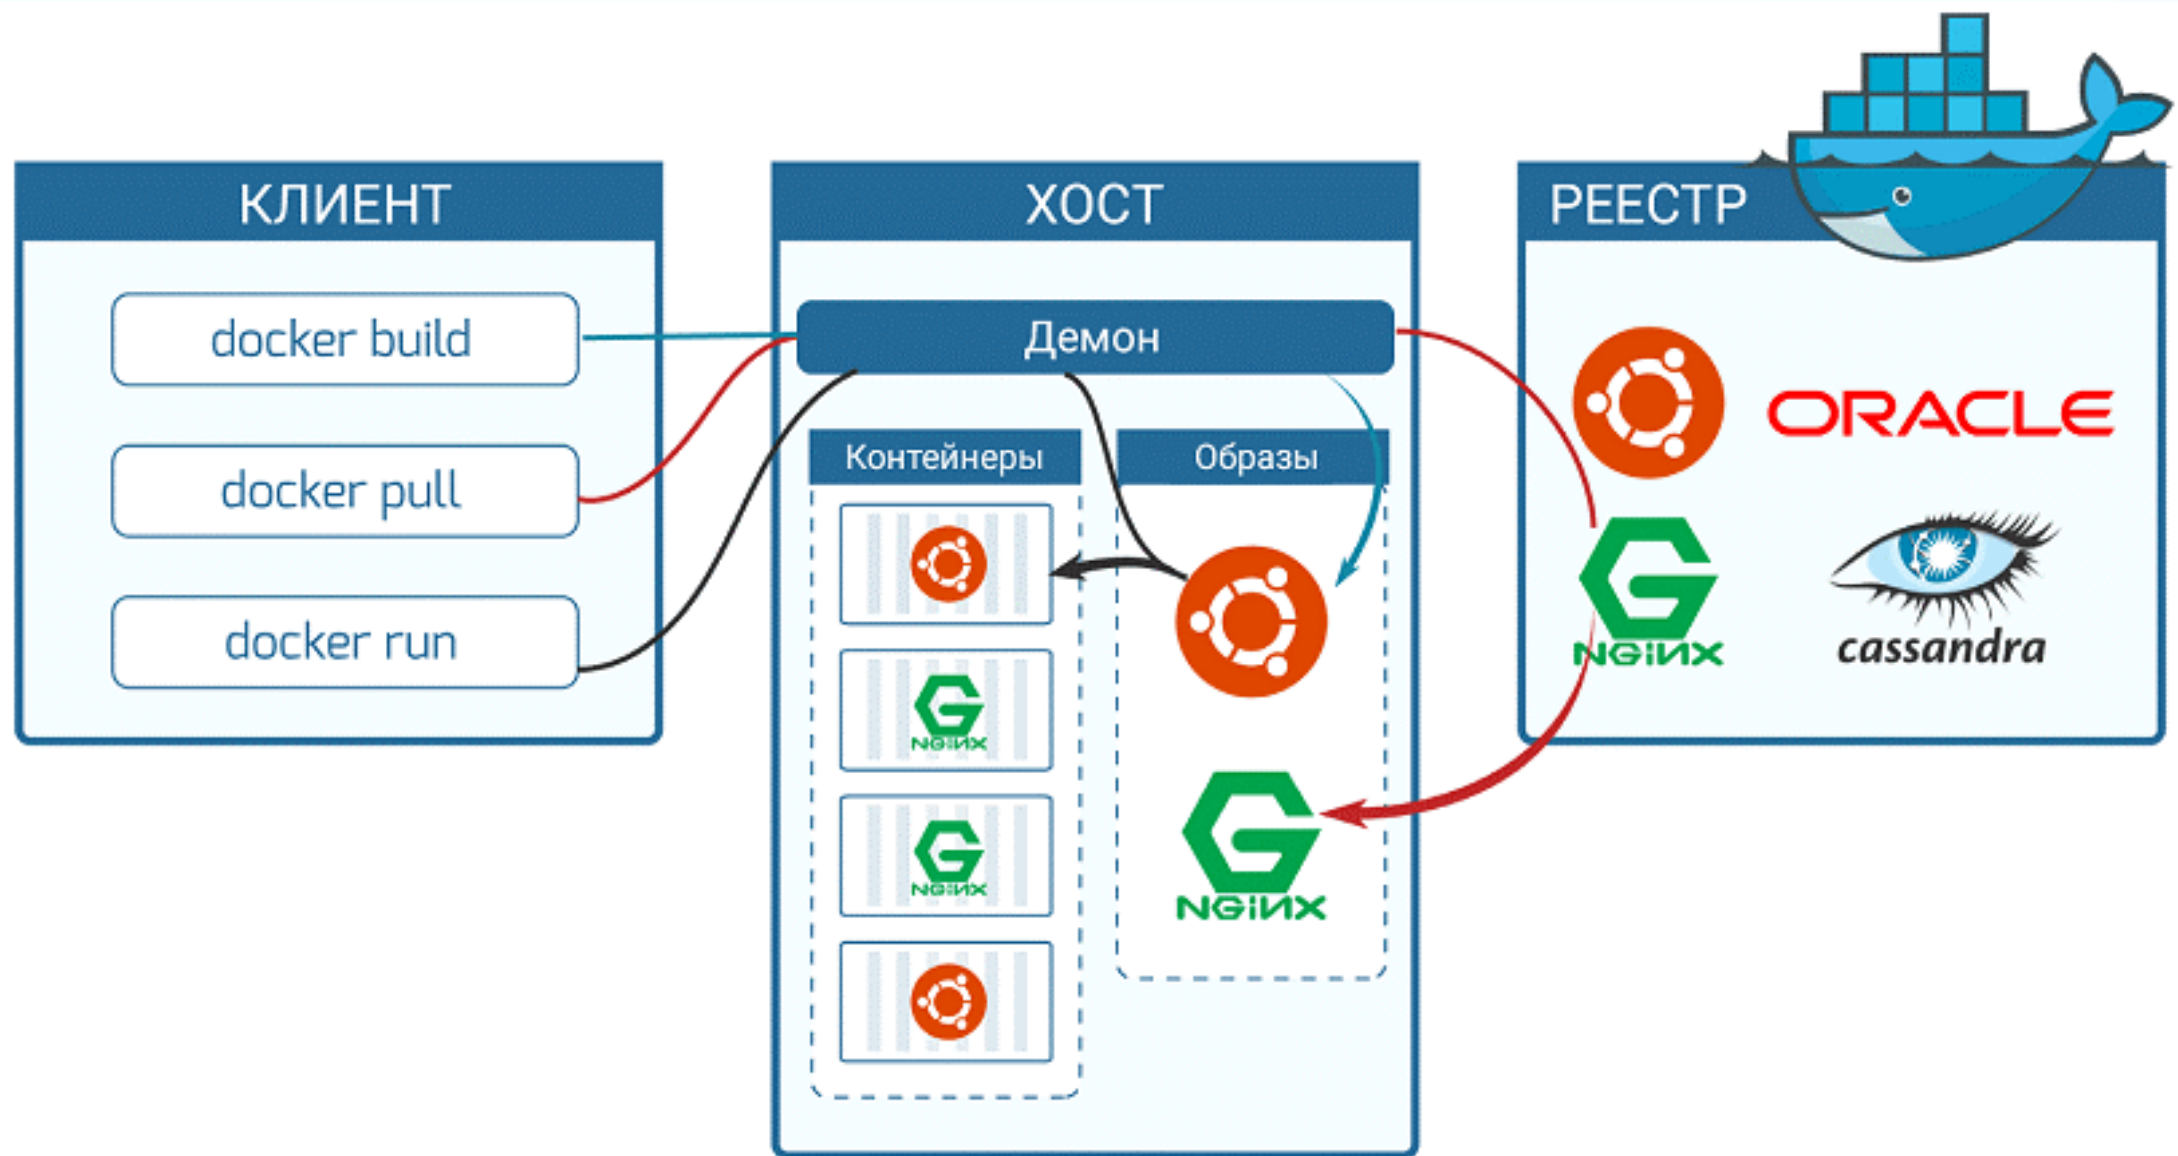 КЛИЕНТ
docker build
docker pull
docker run
ХОСТ
Демон
Контейнеры
NGiNX
NGiNX
Образы
NGiNX
РЕЕСТР
ORACLE
NGiNX
cassandra